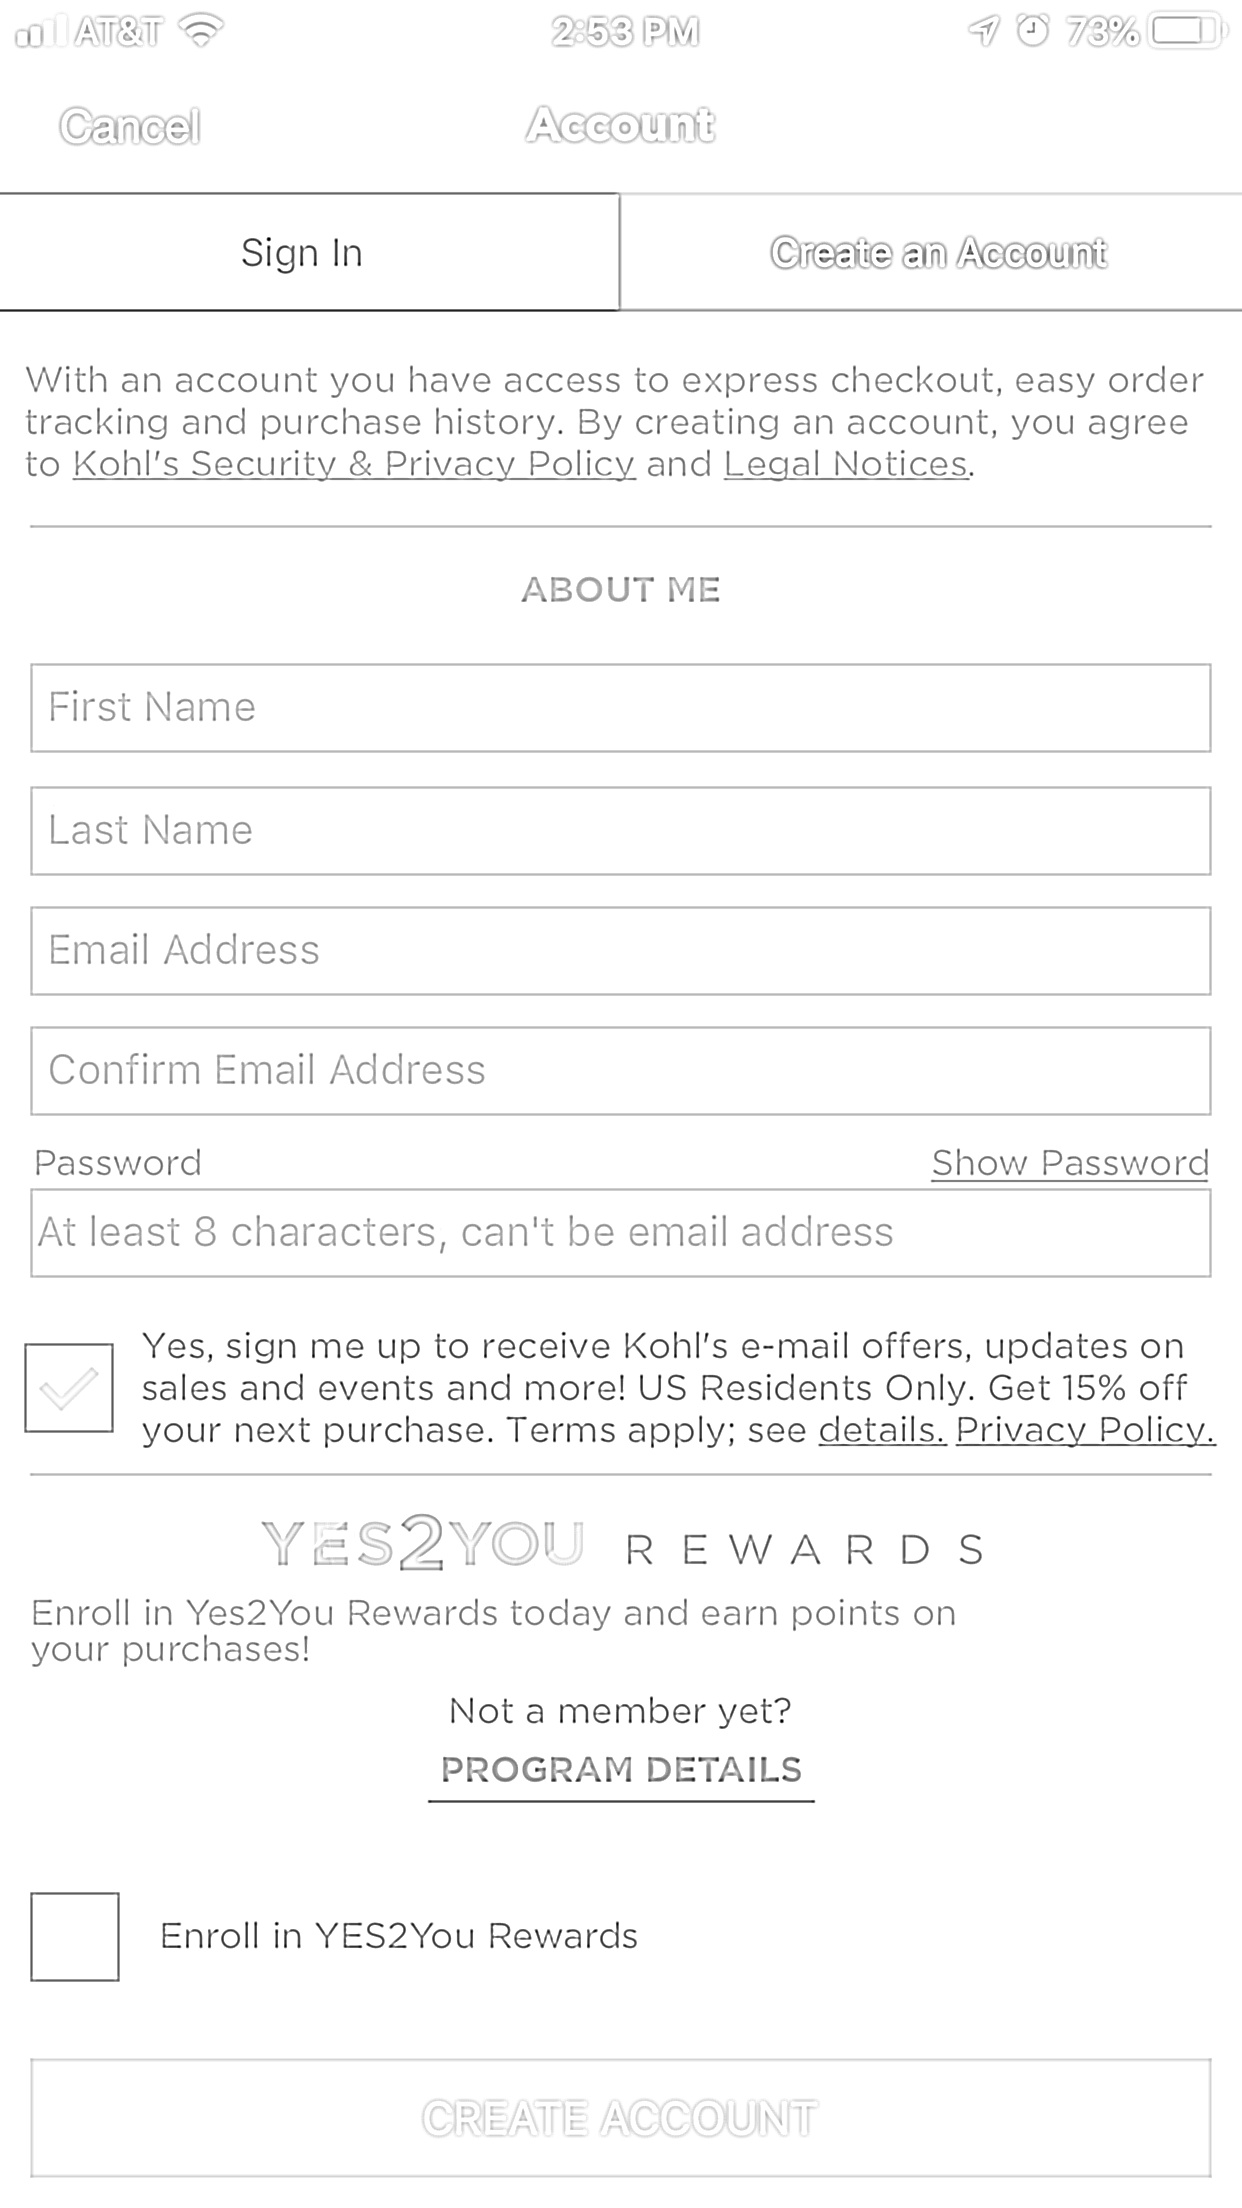 AT&T 2:53 PM 73%
Cancel Account
Sign In Create an Account
With an account you have access to express checkout, easy order
tracking and purchase history. By creating an account, you agree
to Kohl's Security & Privacy Policy and Legal Notices.
ABOUT ME
First Name
Last Name
Email Address
Confirm Email Address
Password Show Password
At least 8 characters, can't be email address
Yes, sign me up to receive Kohl's e-mail offers, updates on
sales and events and more! US Residents Only. Get 15% off
your next purchase. Terms apply; see details. Privacy Policy.
YES2YOU REWARDS
Enroll in Yes2You Rewards today and earn points on
your purchases!
Not a member yet?
PROGRAM DETAILS
Enroll in YES2You Rewards
CREATE ACCOUNT